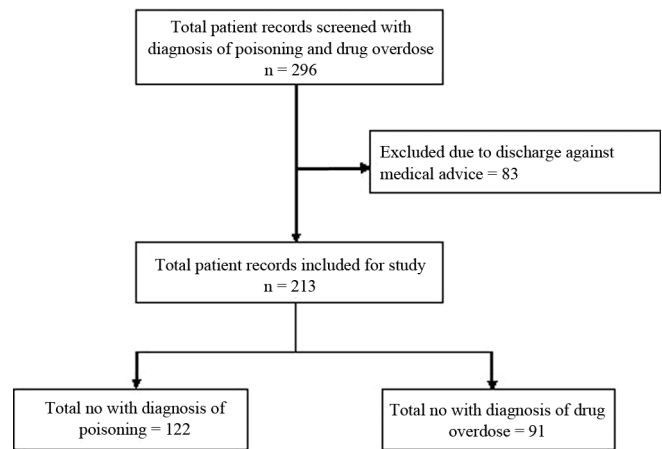 Total patient records screened with
diagnosis of poisoning and drug overdose
n = 296
Excluded due to discharge against
medical advice = 83
Total patient records included for study
n = 213
Total no with diagnosis of
poisoning = 122
Total no with diagnosis of drug
overdose = 91